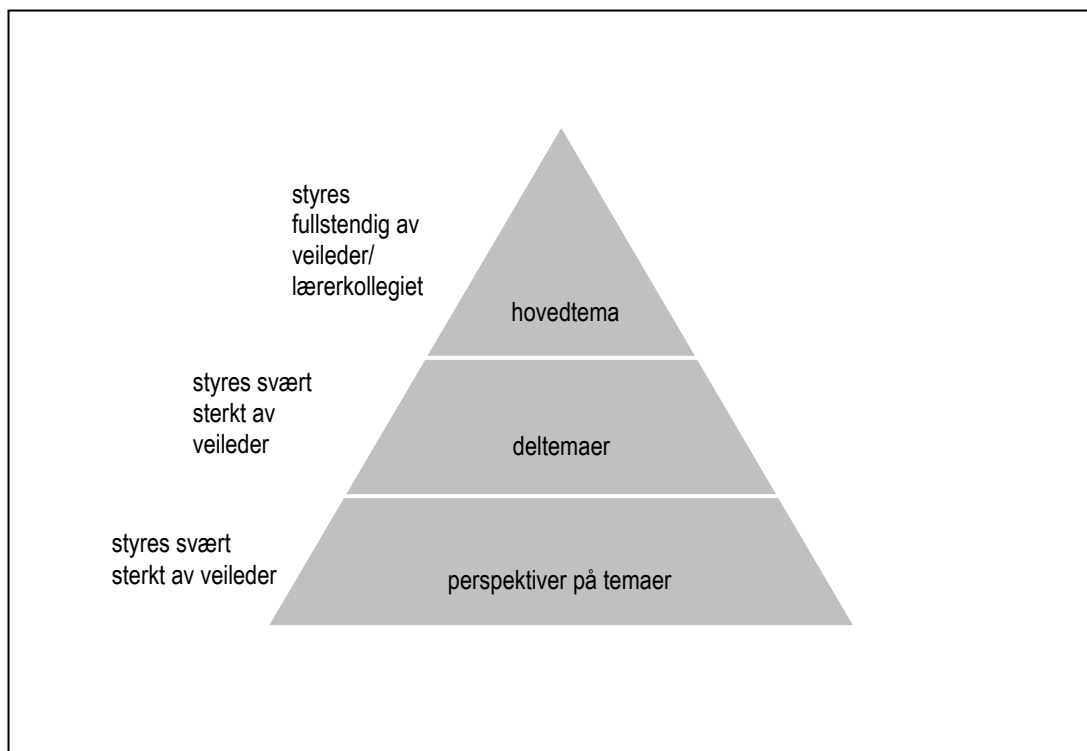 styres
fullstendig av
veileder/
lærerkollegiet
hovedtema
styres svært
sterkt av
veileder
deltemaer
styres svært
sterkt av veileder
perspektiver på temaer